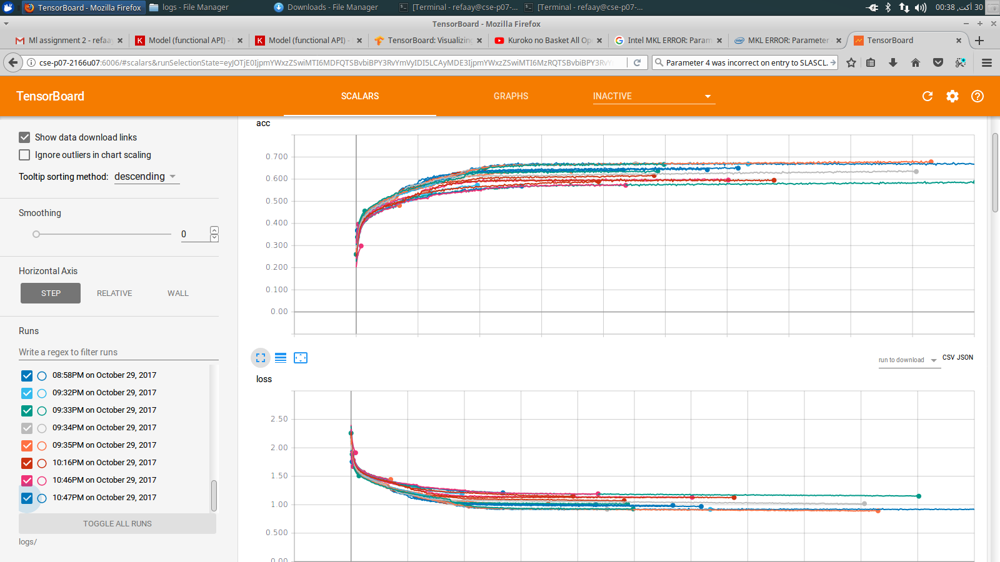 TensorBoard - Mozilla Firefox
logs - File Manager
Downloads - File Manager
[Terminal - refaay@cse-p07-...
[Terminal - refaay@cse-p07-...
30 أكت, 00:38
TensorBoard - Mozilla Firefox
Ml assignment 2 - refaa
Model (functional API) -
Model (functional API) -
TensorBoard: Visualizing
Kuroko no Basket All Op
Intel MKL ERROR: Param
MKL ERROR: Parameter
TensorBoard
cse-p07-2166u07:6006/#scalars&runSelectionState=eyJOTjE0IjpmYWxzZSwiMTI6MDFQTSBvbiBPY3RvYmVyIDI5LCAyMDE3IjpmYWxzZSwiMTI6MzRQTSBvbiBPY3RvY
Parameter 4 was incorrect on entry to SLASCL.
TensorBoard
SCALARS
GRAPHS
INACTIVE
Show data download links
Ignore outliers in chart scaling
Tooltip sorting method: descending
Smoothing
0
Horizontal Axis
STEP
RELATIVE
WALL
Runs
Write a regex to filter runs
08:58PM on October 29, 2017
09:32PM on October 29, 2017
09:33PM on October 29, 2017
09:34PM on October 29, 2017
09:35PM on October 29, 2017
10:16PM on October 29, 2017
10:46PM on October 29, 2017
10:47PM on October 29, 2017
TOGGLE ALL RUNS
logs/
acc
0.700
0.600
0.500
0.400
0.300
0.200
0.100
0.00
run to download
CSV JSON
loss
2.50
2.00
1.50
1.00
0.500
0.00